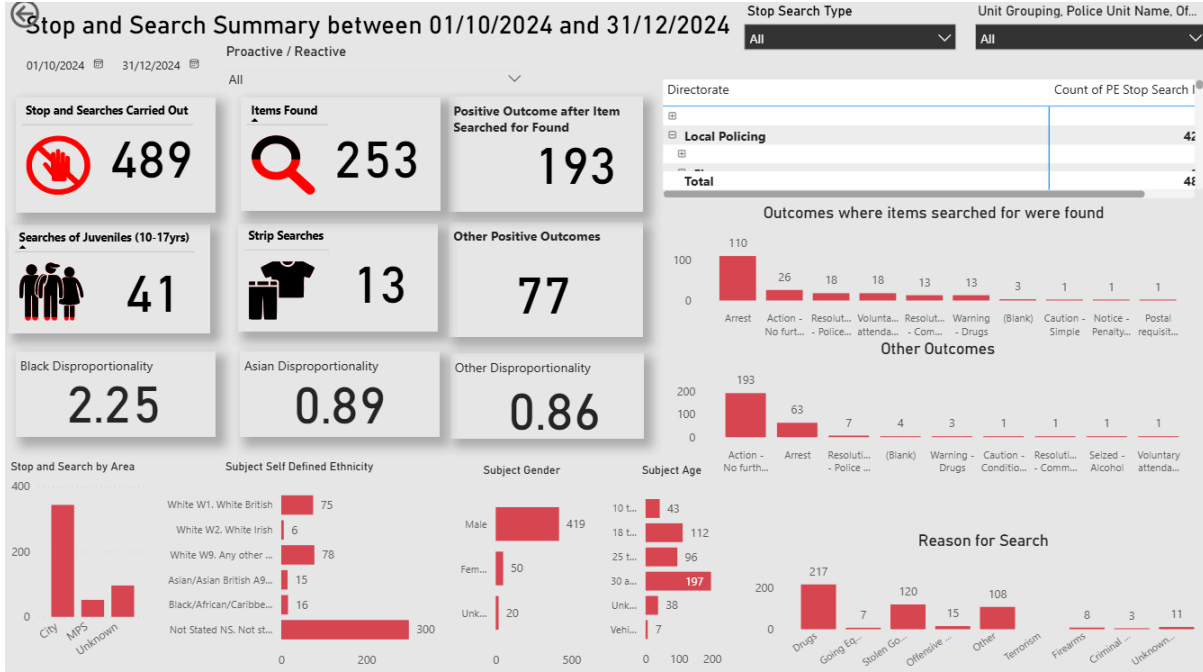 Stop and Search Summary between 01/10/2024 and 31/12/2024
Stop Search Type
All
Unit Grouping, Police Unit Name, Of...
All
01/10/2024
31/12/2024
Proactive / Reactive
All
Stop and Searches Carried Out
489
Items Found
253
Positive Outcome after Item
Searched for Found
193
Directorate
Count of PE Stop Search I
Local Policing
42
Total
48
Searches of Juveniles (10-17yrs)
41
Strip Searches
13
Other Positive Outcomes
77
Black Disproportionality
2.25
Asian Disproportionality
0.89
Other Disproportionality
0.86
Outcomes where items searched for were found
100
0
110
26
18
18
13
13
3
1
1
1
Arrest
Action -
No furt...
Resolut...
- Police...
Volunta...
attenda...
Resolut...
- Com...
Warning
- Drugs
(Blank)
Caution -
Simple
Notice -
Penalty...
Postal
requisit...
Other Outcomes
200
100
0
193
63
7
4
3
1
1
1
1
Action -
No furth...
Arrest
Resoluti...
- Police ...
(Blank)
Warning -
Drugs
Caution -
Conditio...
Resoluti...
- Comm...
Seized -
Alcohol
Voluntary
attenda...
Stop and Search by Area
400
200
0
City
MPS
Unknown
Subject Self Defined Ethnicity
White W1. White British
75
White W2. White Irish
6
White W9. Any other ...
78
Asian/Asian British A9...
15
Black/African/Caribbe...
16
Not Stated NS. Not st...
300
0
200
Subject Gender
Male
419
Fem...
50
Unk...
20
0
500
Subject Age
10 t...
43
18 t...
112
25 t...
96
30 a...
197
Unk...
38
Vehi...
7
0
100
200
Reason for Search
200
0
217
7
120
15
108
8
3
11
Drugs
Going Eq...
Stolen Go...
Offensive ...
Other
Terrorism
Firearms
Criminal ...
Unknown...